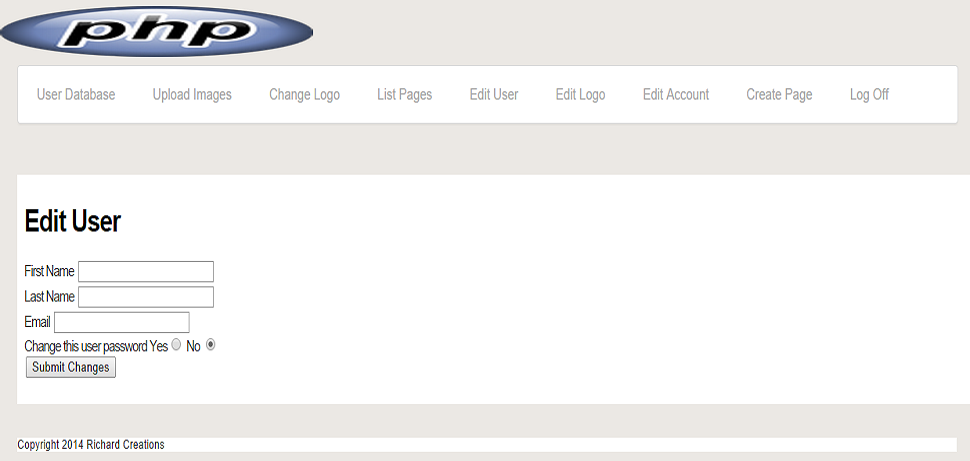 php
User Database Upload Images Change Logo List Pages Edit User Edit Logo Edit Account Create Page Log Off
Edit User
First Name
Last Name
Email
Change this user password Yes No
Submit Changes
Copyright 2014 Richard Creations